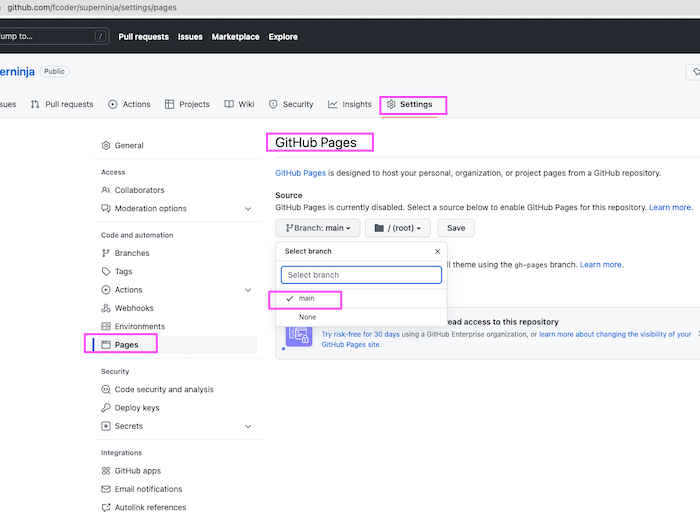 github.com/fcoder/superninja/settings/pages
ump to... /
Pull requests Issues Marketplace Explore
erninja Public
sues Pull requests Actions Projects Wiki Security Insights Settings
General
Access
Collaborators
Moderation options
Code and automation
Branches
Tags
Actions
Webhooks
Environments
Pages
Security
Code security and analysis
Deploy keys
Secrets
Integrations
GitHub apps
Email notifications
Autolink references
GitHub Pages
GitHub Pages is designed to host your personal, organization, or project pages from a GitHub repository.
Source
GitHub Pages is currently disabled. Select a source below to enable GitHub Pages for this repository. Learn more.
Branch: main / (root) Save
Select branch
Select branch
main
None
ll theme using the gh-pages branch. Learn more.
read access to this repository
Try risk-free for 30 days using a GitHub Enterprise organization, or learn more about changing the visibility of your
GitHub Pages site.